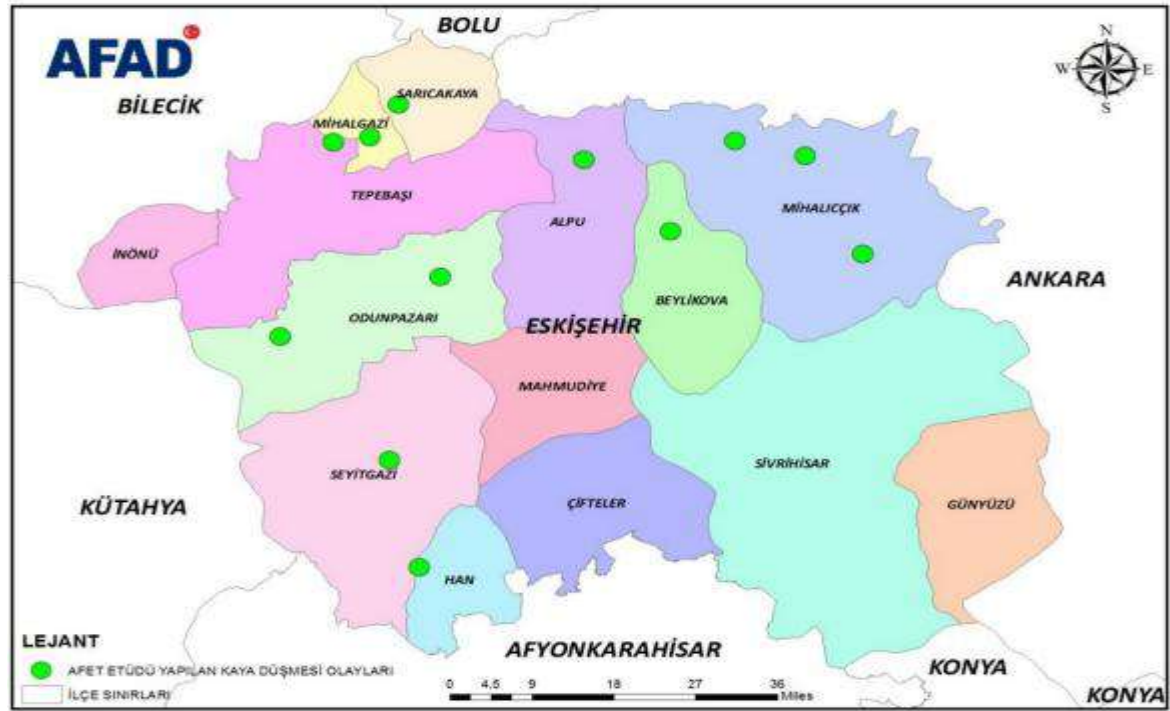 BOLU
AFAD
N
W E
S
BİLECİK
SARICAKAYA
MİHALGAZİ
TEPEBAŞI
ALPU
MİHALIÇÇIK
İNÖNÜ
ANKARA
BEYLİKOVA
ODUNPAZARI
ESKİŞEHİR
MAHMUDİYE
SİVRİHİSAR
SEYİTGAZİ
KÜTAHYA
ÇİFTELER
GÜNYÜZÜ
HAN
LEJANT
AFYONKARAHİSAR
AFET ETÜDÜ YAPILAN KAYA DÜŞMESİ OLAYLARI
KONYA
İLÇE SINIRLARI
0 4,5 9 18 27 36
Miles
KONYA